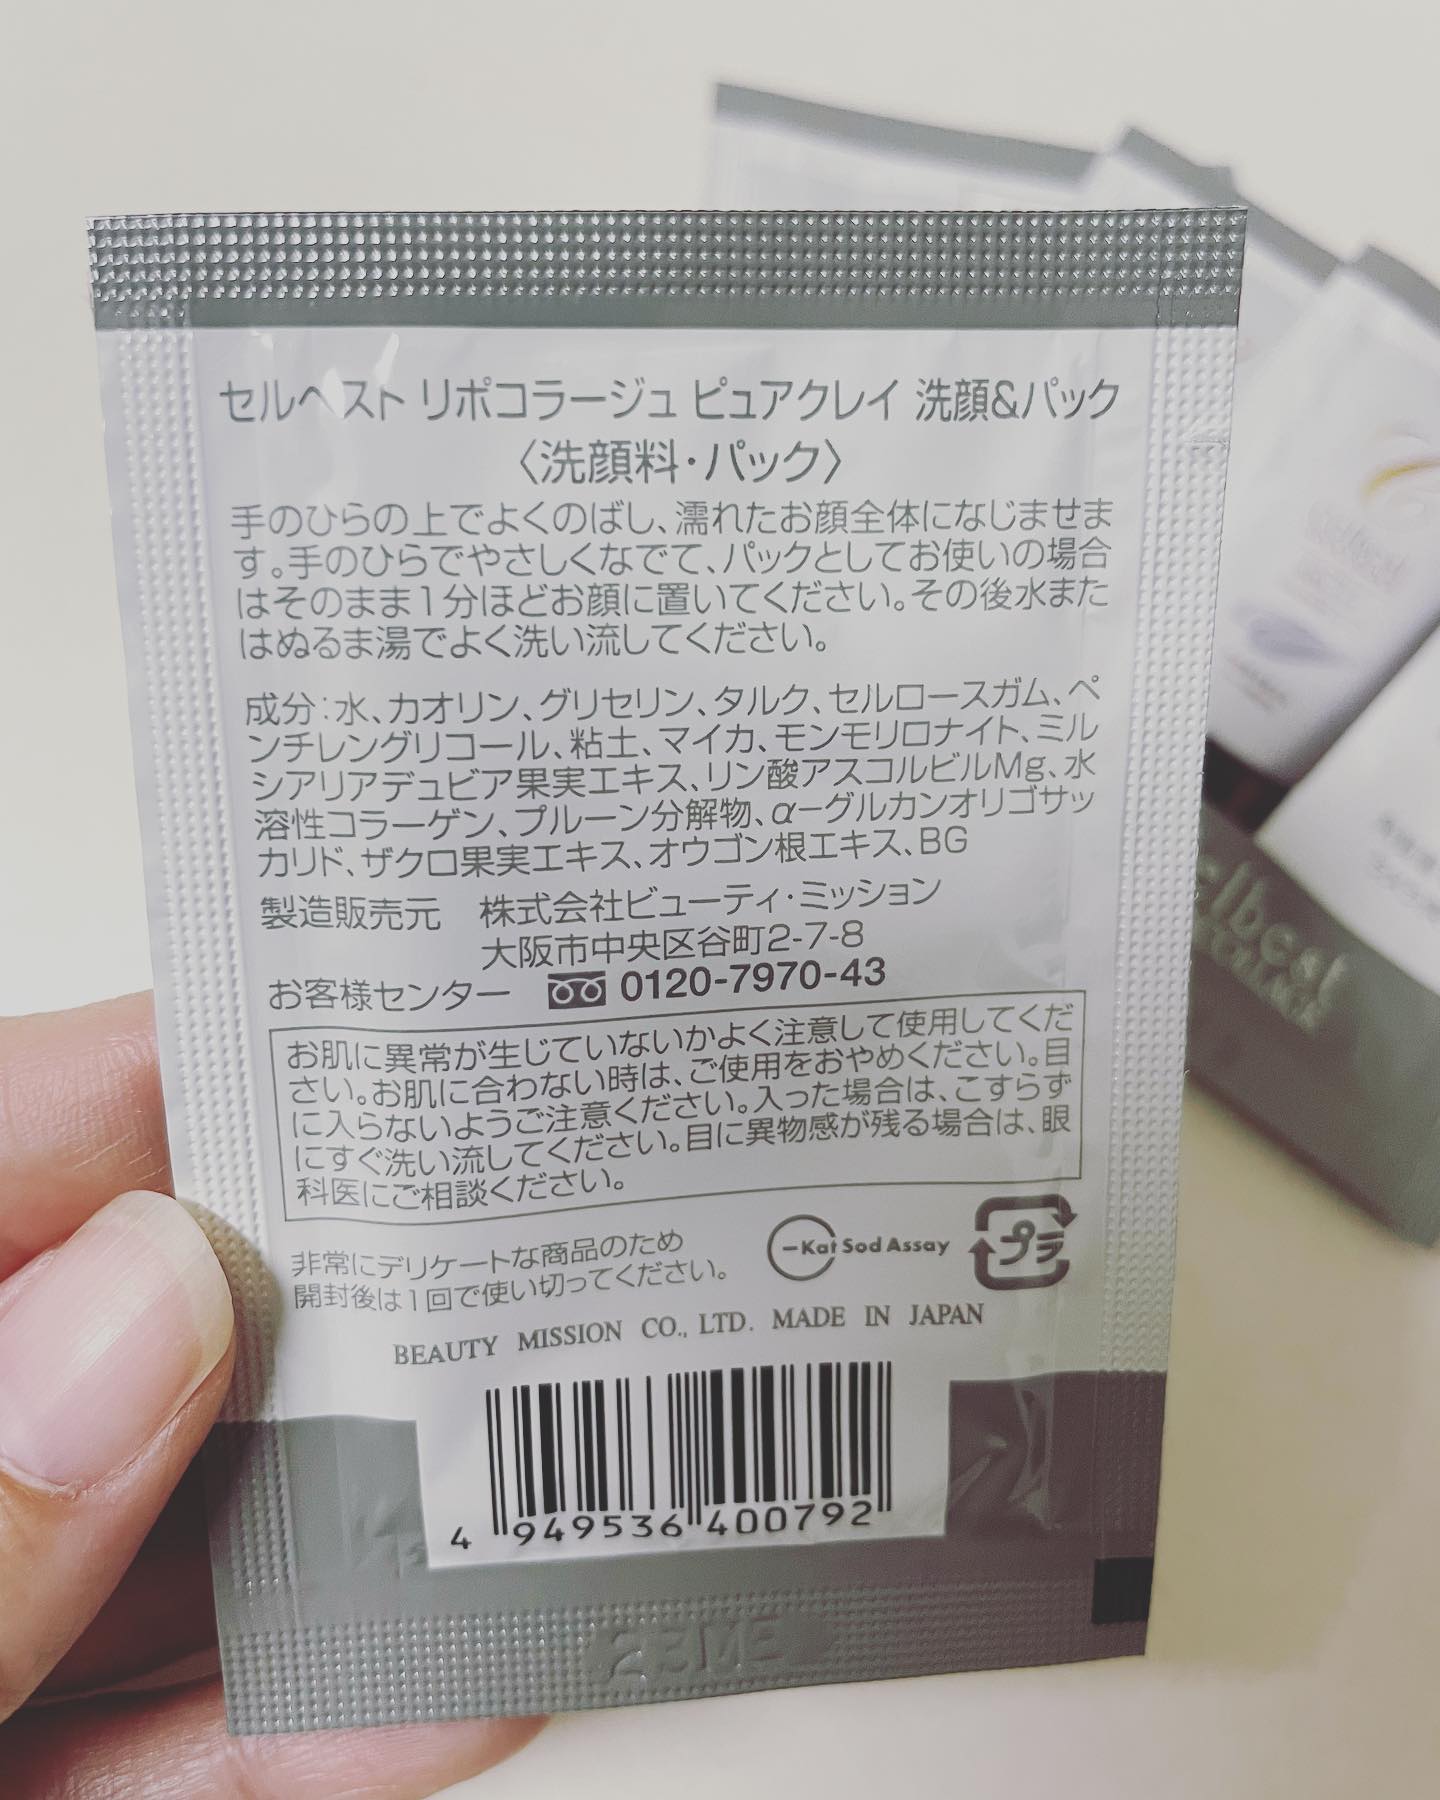 セルベスト リポコラージュ ピュアクレイ 洗顔&パック
〈洗顔料・パック〉
手のひらの上でよくのばし、濡れたお顔全体になじませま
す。手のひらでやさしくなでて、パックとしてお使いの場合
はそのまま1分ほどお顔に置いてください。その後水また
はぬるま湯でよく洗い流してください。
成分:水、カオリン、グリセリン、タルク、セルロースガム、ペ
ンチレングリコール、粘土、マイカ、モンモリロナイト、ミル
シアリアデュビア果実エキス、リン酸アスコルビルMg、水
溶性コラーゲン、プルーン分解物、α-グルカンオリゴサッ
カリド、ザクロ果実エキス、オウゴン根エキス、BG
製造販売元 株式会社ビューティ・ミッション
大阪市中央区谷町2-7-8
お客様センター 0120-7970-43
お肌に異常が生じていないかよく注意して使用してくだ
さい。お肌に合わない時は、ご使用をおやめください。目
に入らないようご注意ください。入った場合は、こすらず
にすぐ洗い流してください。目に異物感が残る場合は、眼
科医にご相談ください。
非常にデリケートな商品のため
開封後は1回で使い切ってください。
-Kat Sod Assay
プラ
BEAUTY MISSION CO., LTD. MADE IN JAPAN
4 949536 400792